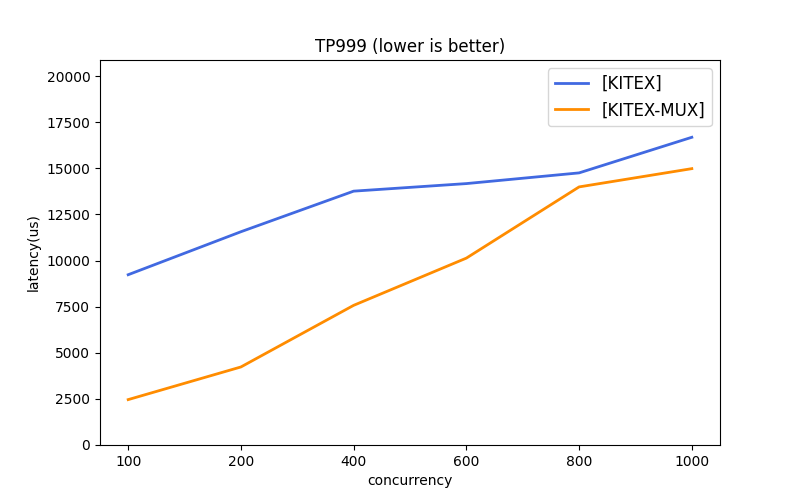 TP999 (lower is better)
[KITEX]
[KITEX-MUX]
20000
17500
15000
12500
10000
7500
5000
2500
0
latency(us)
100 200 400 600 800 1000
concurrency